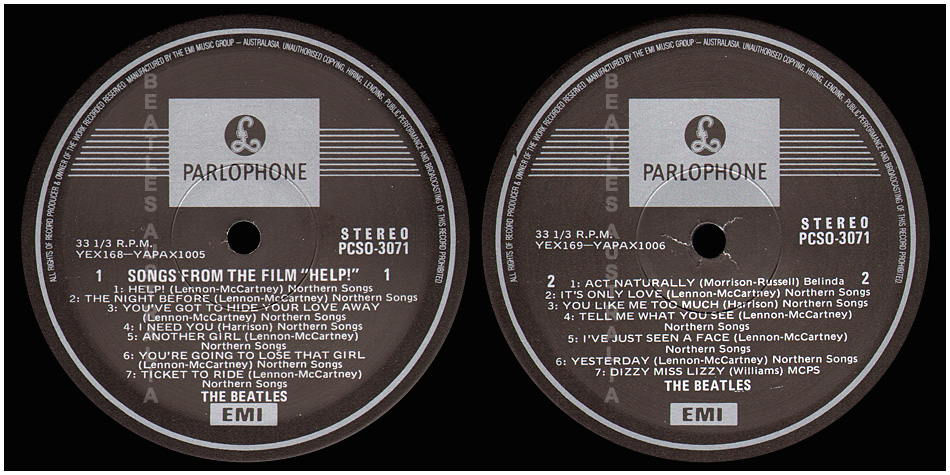 ALL RIGHTS OF RECORD PRODUCER & OWNER OF THE WORK RECORDED RESERVED. MANUFACTURED BY THE EMI MUSIC GROUP – AUSTRALASIA, UNAUTHORISED COPYING, HIRING, LENDING, PUBLIC PERFORMANCE AND BROADCASTING OF THIS RECORD PROHIBITED
BEATLES AUSTRALIA
£
PARLOPHONE
STEREO
PCSO-3071
33 1/3 R.P.M.
YEX168—YAPAX1005
1 SONGS FROM THE FILM "HELP!" 1
1: HELP! (Lennon-McCartney) Northern Songs
2: THE NIGHT BEFORE (Lennon-McCartney) Northern Songs
3: YOU'VE GOT TO HIDE YOUR LOVE AWAY
(Lennon-McCartney) Northern Songs
4: I NEED YOU (Harrison) Northern Songs
5: ANOTHER GIRL (Lennon-McCartney)
Northern Songs
6: YOU'RE GOING TO LOSE THAT GIRL
(Lennon-McCartney) Northern Songs
7: TICKET TO RIDE (Lennon-McCartney)
Northern Songs
THE BEATLES
EMI
ALL RIGHTS OF RECORD PRODUCER & OWNER OF THE WORK RECORDED RESERVED. MANUFACTURED BY THE EMI MUSIC GROUP – AUSTRALASIA, UNAUTHORISED COPYING, HIRING, LENDING, PUBLIC PERFORMANCE AND BROADCASTING OF THIS RECORD PROHIBITED
BEATLES AUSTRALIA
£
PARLOPHONE
STEREO
PCSO-3071
33 1/3 R.P.M.
YEX169—YAPAX1006
2 1: ACT NATURALLY (Morrison-Russell) Belinda 2
2: IT'S ONLY LOVE (Lennon-McCartney) Northern Songs
3: YOU LIKE ME TOO MUCH (Harrison) Northern Songs
4: TELL ME WHAT YOU SEE (Lennon-McCartney)
Northern Songs
5: I'VE JUST SEEN A FACE (Lennon-McCartney)
Northern Songs
6: YESTERDAY (Lennon-McCartney) Northern Songs
7: DIZZY MISS LIZZY (Williams) MCPS
THE BEATLES
EMI